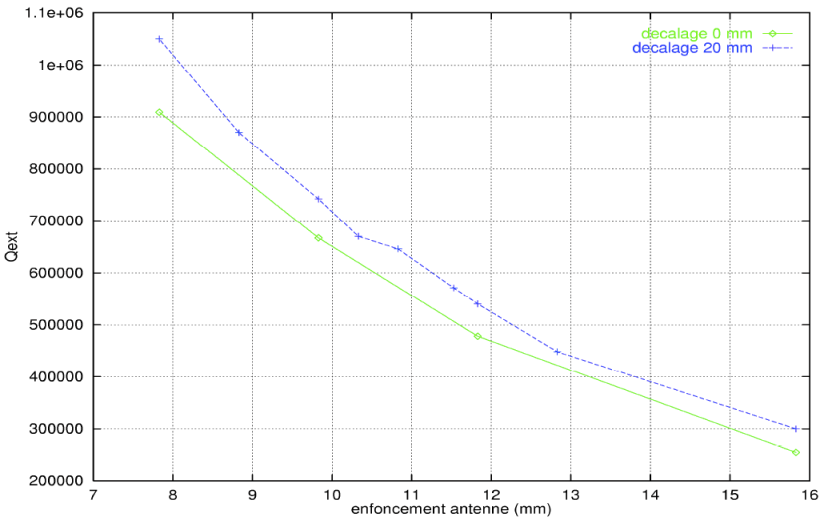 1.1e+06
1e+06
900000
800000
700000
600000
500000
400000
300000
200000
Qext
decalage 0 mm
decalage 20 mm
7 8 9 10 11 12 13 14 15 16
enfoncement antenne (mm)